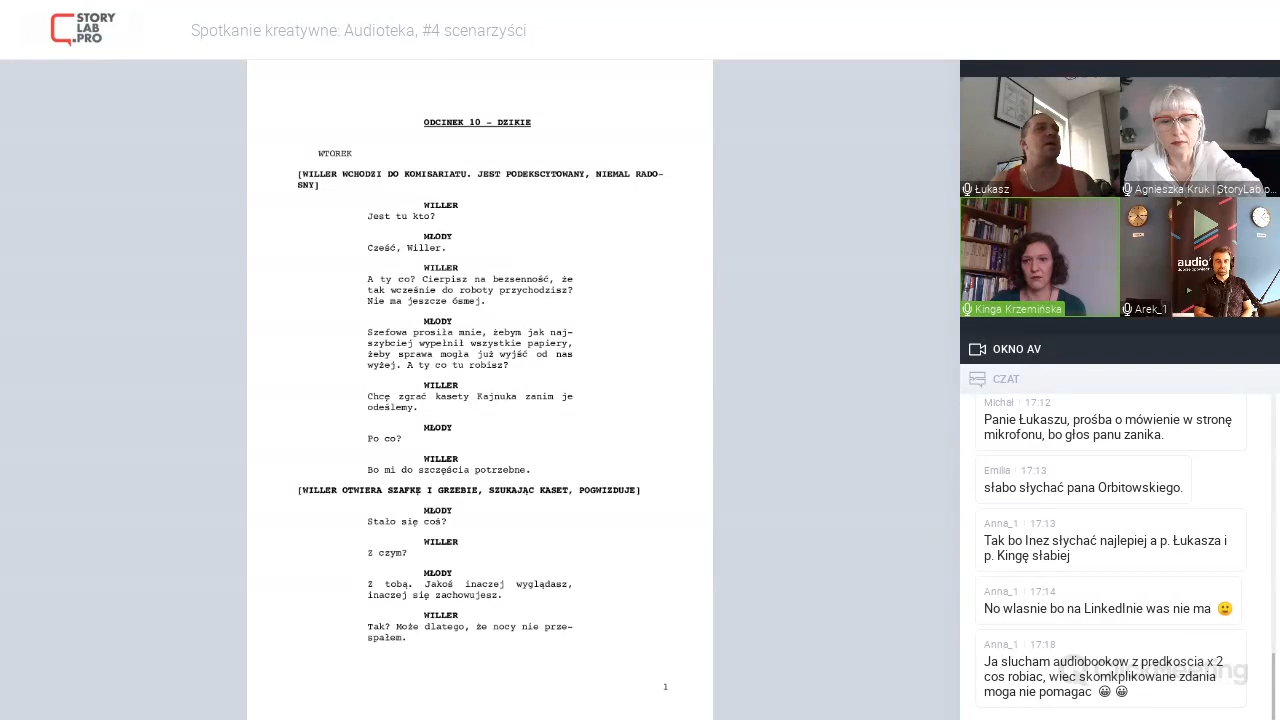 STORY
LAB
.PRO
Spotkanie kreatywne: Audioteka, #4 scenarzyści
ODCINEK 10 – DZIKIE
WTOREK
[WILLER WCHODZI DO KOMISARIATU. JEST PODEKSCYTOWANY, NIEMAL RADO-
SNY]
WILLER
Jest tu kto?
MŁODY
Cześć, Willer.
WILLER
A ty co? Cierpisz na bezsenność, że
tak wcześnie do roboty przychodzisz?
Nie ma jeszcze ósmej.
MŁODY
Szefowa prosiła mnie, żebym jak naj-
szybciej wypełnił wszystkie papiery,
żeby sprawa mogła już wyjść od nas
wyżej. A ty co tu robisz?
WILLER
Chcę zgrać kasety Kajnuka zanim je
odeślemy.
MŁODY
Po co?
WILLER
Bo mi do szczęścia potrzebne.
[WILLER OTWIERA SZAFKĘ I GRZEBIE, SZUKAJĄC KASET, POGWIZDUJE]
MŁODY
Stało się coś?
WILLER
Z czym?
MŁODY
Z tobą. Jakoś inaczej wyglądasz,
inaczej się zachowujesz.
WILLER
Tak? Może dlatego, że nocy nie prze-
spałem.
1
Łukasz
Agnieszka Kruk | StoryLab.p...
audio
Kinga Krzemińska
Arek_1
OKNO AV
CZAT
Michał 17:12
Panie Łukaszu, prośba o mówienie w stronę
mikrofonu, bo głos panu zanika.
Emilia 17:13
słabo słychać pana Orbitowskiego.
Anna_1 17:13
Tak bo Inez słychać najlepiej a p. Łukasza i
p. Kingę słabiej
Anna_1 17:14
No wlasnie bo na LinkedInie was nie ma 🙂
Anna_1 17:18
Ja slucham audiobookow z predkoscia x 2
cos robiac, wiec skomkplikowane zdania
moga nie pomagac 😀 😀